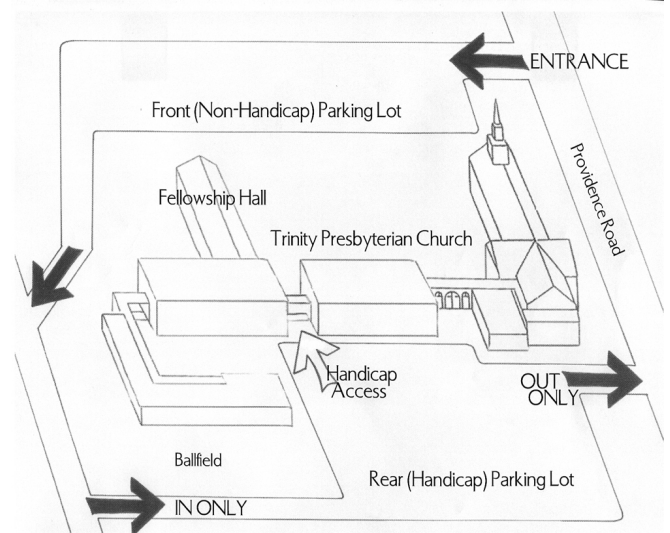 ENTRANCE
Front (Non-Handicap) Parking Lot
Providence Road
Fellowship Hall
Trinity Presbyterian Church
Handicap
Access
OUT
ONLY
Ballfield
Rear (Handicap) Parking Lot
IN ONLY